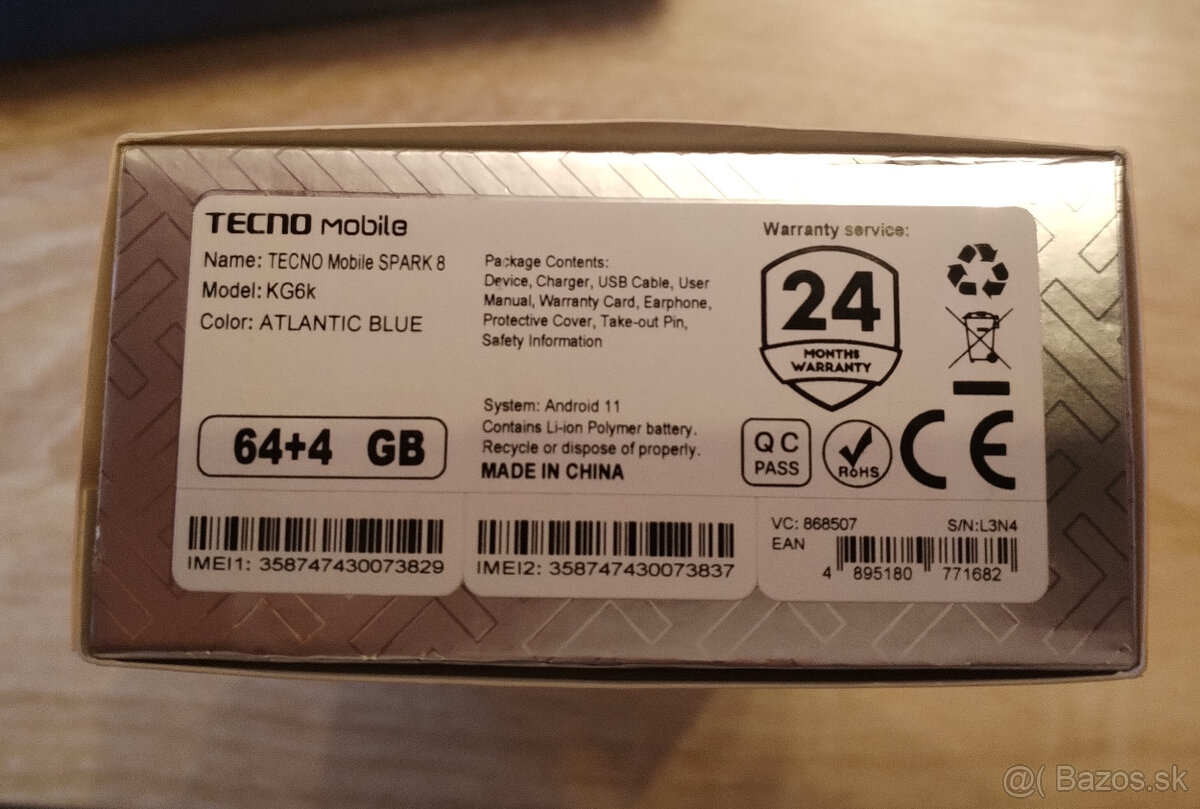 TECNO Mobile
Name: TECNO Mobile SPARK 8
Model: KG6k
Color: ATLANTIC BLUE
64+4 GB
Package Contents:
Device, Charger, USB Cable, User
Manual, Warranty Card, Earphone,
Protective Cover, Take-out Pin,
Safety Information
System: Android 11
Contains Li-ion Polymer battery.
Recycle or dispose of properly.
MADE IN CHINA
Warranty service:
24
MONTHS
WARRANTY
QC
PASS
RoHS
CE
IMEI1: 358747430073829
IMEI2: 358747430073837
VC: 868507 S/N:L3N4
EAN
4 895180 771682
@( Bazos.sk